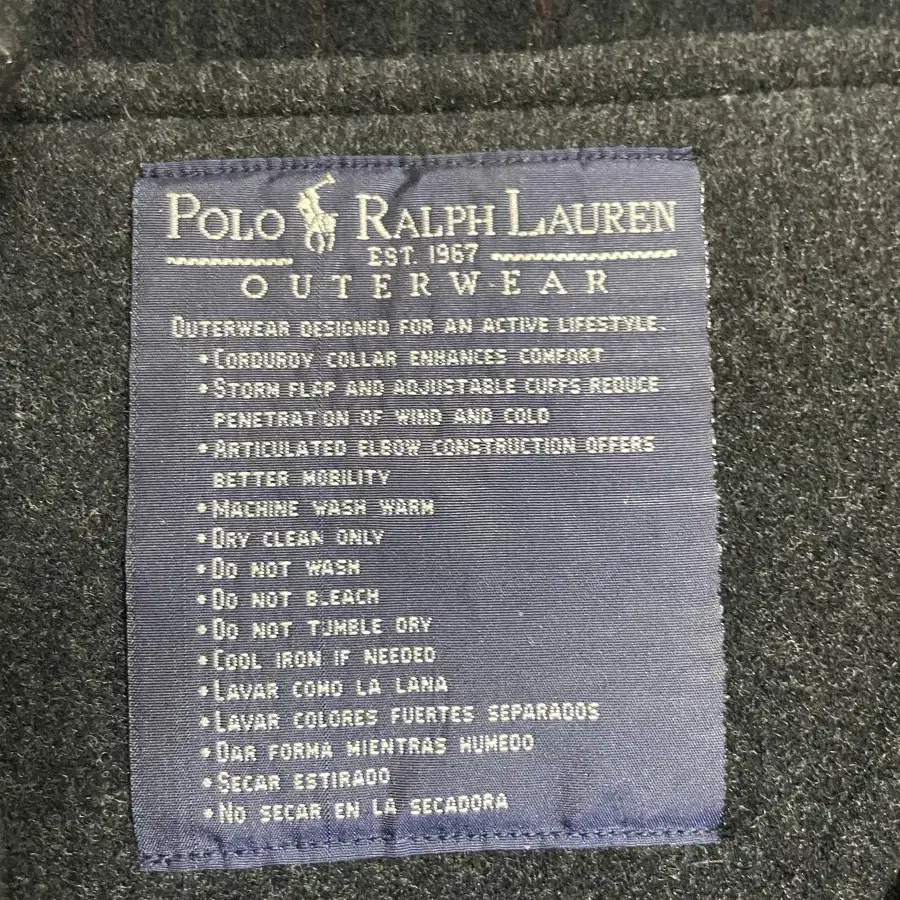 POLO RALPH LAUREN
EST. 1967
OUTERWEAR
OUTERWEAR DESIGNED FOR AN ACTIVE LIFESTYLE.
•CORDUROY COLLAR ENHANCES COMFORT
•STORM FLAP AND ADJUSTABLE CUFFS REDUCE
PENETRATION OF WIND AND COLD
•ARTICULATED ELBOW CONSTRUCTION OFFERS
BETTER MOBILITY
•MACHINE WASH WARM
•DRY CLEAN ONLY
•DO NOT WASH
•DO NOT BLEACH
•DO NOT TUMBLE DRY
•COOL IRON IF NEEDED
•LAVAR COMO LA LANA
•LAVAR COLORES FUERTES SEPARADOS
•DAR FORMA MIENTRAS HUMEDO
•SECAR ESTIRADO
•NO SECAR EN LA SECADORA